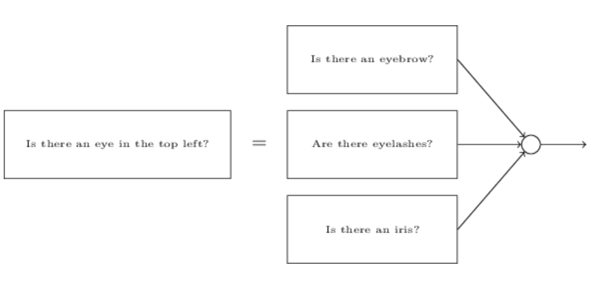 Is there an eyebrow?
Is there an eye in the top left?
=
Are there eyelashes?
Is there an iris?